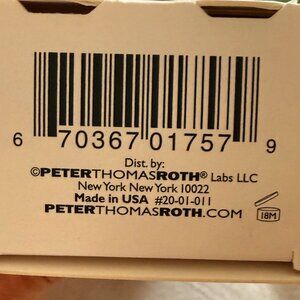 6 70367 01757 9
Dist. by:
©PETERTHOMASROTH® Labs LLC
New York New York 10022
Made in USA #20-01-011
PETERTHOMASROTH.COM
18M